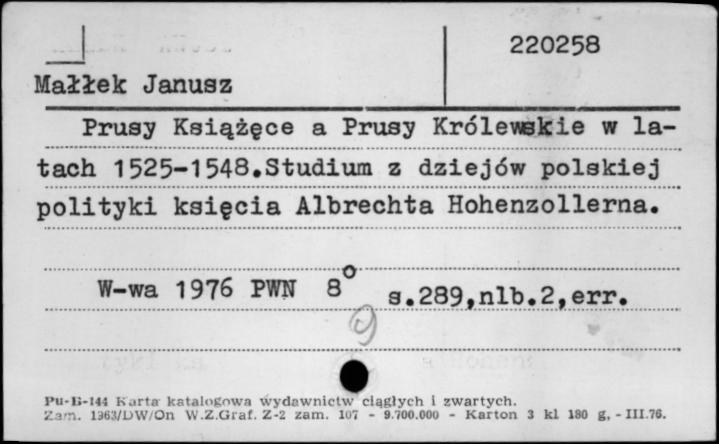 220258
Małłek Janusz
Prusy Książęce a Prusy Królewskie w la-
tach 1525-1548.Studium z dziejów polskiej
polityki księcia Albrechta Hohenzollerna.
W-wa 1976 PWN 8° s.289,nlb.2,err.
9
Pu-B-144 Karta katalogowa wydawnictw ciągłych i zwartych.
Zam. 1363/DW/On W.Z.Graf. Z-2 zam. 107 - 9.700.000 - Karton 3 kl 180 g, - III.76.